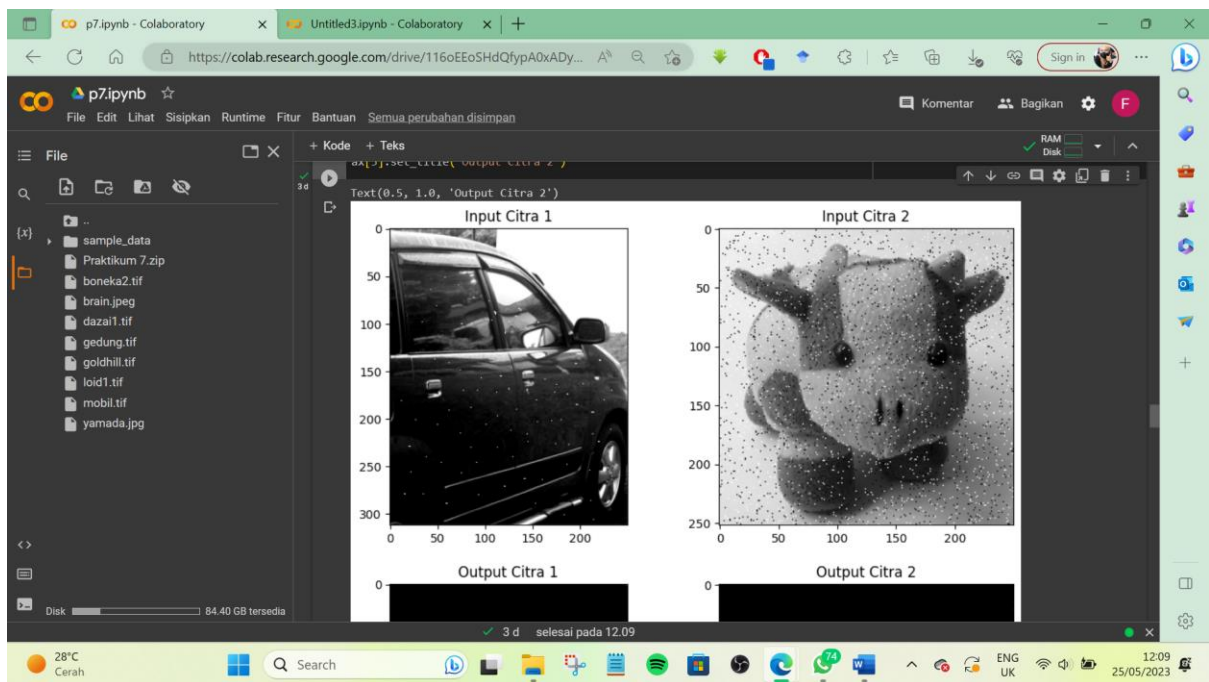 p7.ipynb - Colaboratory
Untitled3.ipynb - Colaboratory
https://colab.research.google.com/drive/116oEEoSHdQfypA0xADy...
Sign in
p7.ipynb
File Edit Lihat Sisipkan Runtime Fitur Bantuan Semua perubahan disimpan
Komentar
Bagikan
F
File
+ Kode + Teks
RAM
Disk
ax[3].set_title("Output Citra 2")
3 d
Text(0.5, 1.0, 'Output Citra 2')
..
sample_data
Praktikum 7.zip
boneka2.tif
brain.jpeg
dazai1.tif
gedung.tif
goldhill.tif
loid1.tif
mobil.tif
yamada.jpg
{x}
Input Citra 1
0
50
100
150
200
250
300
0 50 100 150 200
Input Citra 2
0
50
100
150
200
250
0 50 100 150 200
Output Citra 1
0
Output Citra 2
0
Disk 84.40 GB tersedia
3 d selesai pada 12.09
28°C
Cerah
Search
74
ENG
UK
12:09
25/05/2023